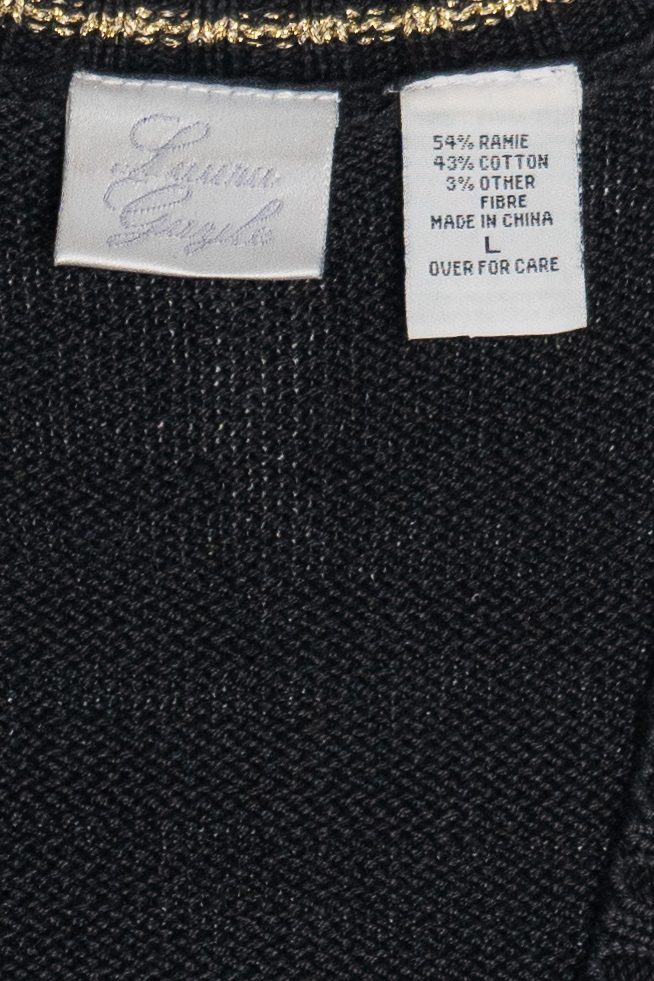 Laura
Gayle
54% RAMIE
43% COTTON
3% OTHER
FIBRE
MADE IN CHINA
L
OVER FOR CARE